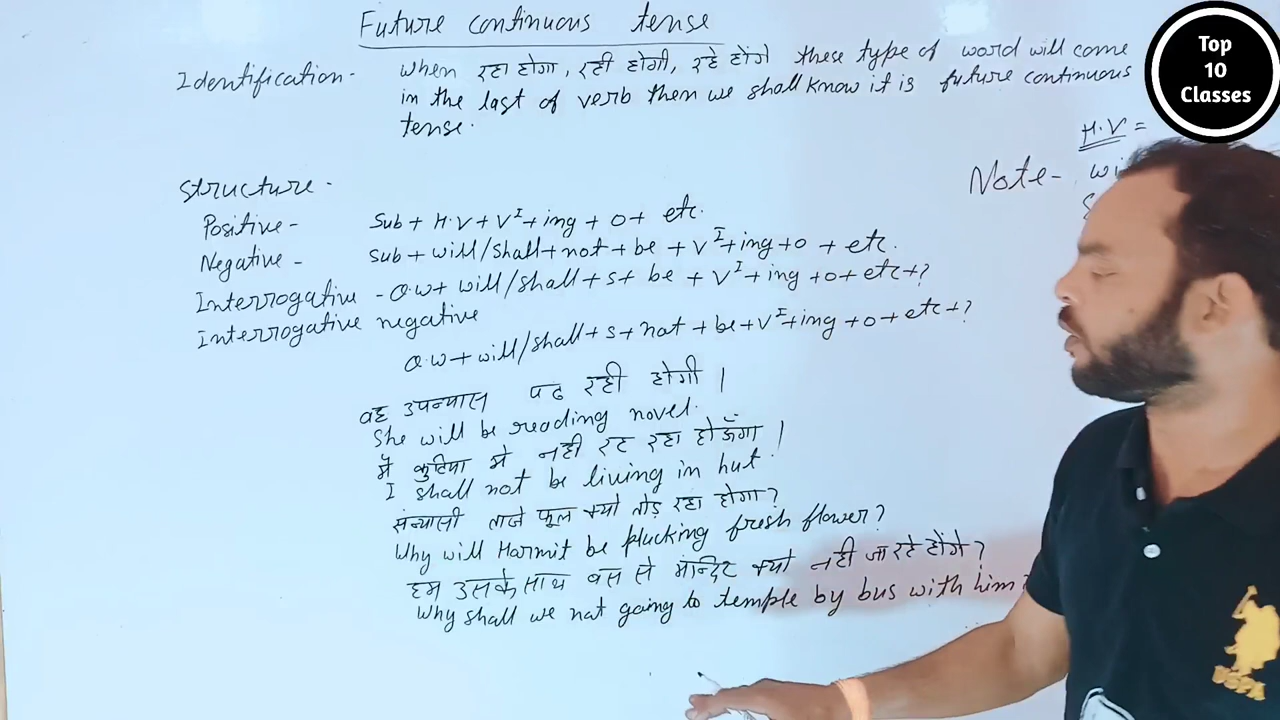 Future continuous tense
Identification- when रहा होगा, रही होगी, रहे होंगे these type of word will come
in the last of verb then we shall know it is future continuous
tense.
Top
10
Classes
H.V =
Note- wi
Structure-
Positive- Sub + H.V + V^I + ing + o + etc.
Negative- Sub + will/shall + not + be + V^I + ing + o + etc.
Interrogative - Q.w + will/shall + s + be + V^I + ing + o + etc + ?
Interrogative negative
Q.w + will/shall + s + not + be + V^I + ing + o + etc + ?
वह उपन्यास पढ रही होगी ।
She will be reading novel.
मैं कुटिया मे नही रह रहा होऊँगा ।
I shall not be living in hut.
संन्यासी ताजे फूल क्यो तोड़ रहा होगा?
Why will Harmit be plucking fresh flower?
हम उसके साथ बस से मन्दिर क्यो नही जा रहे होंगे?
Why shall we not going to temple by bus with him?
USPA